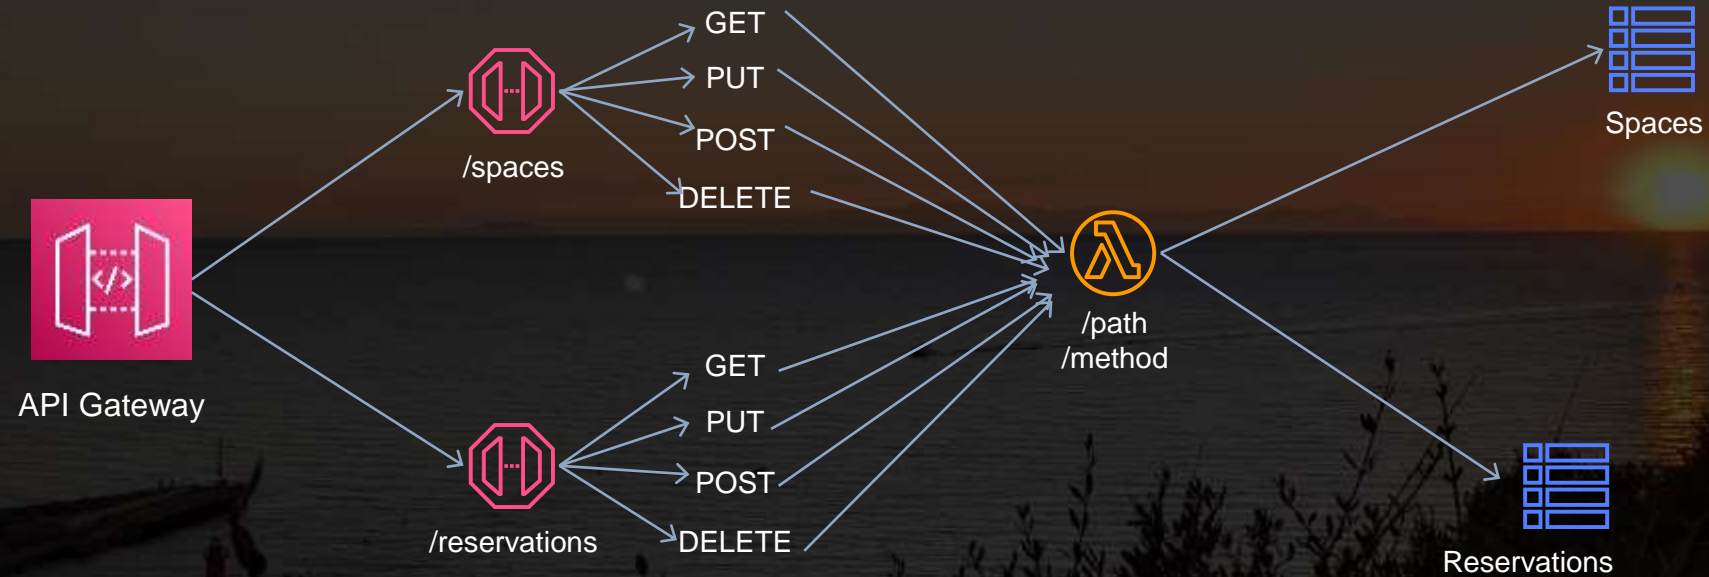 GET
PUT
POST
DELETE
/spaces
Spaces
</>
API Gateway
/path
/method
GET
PUT
POST
DELETE
/reservations
Reservations